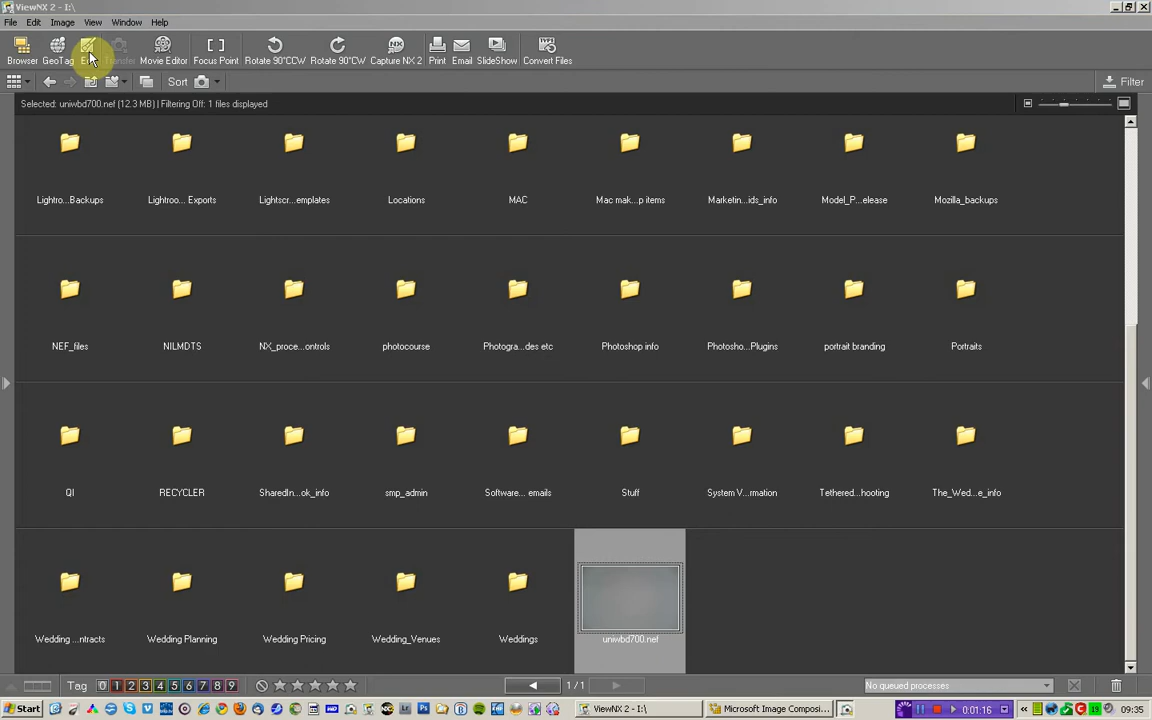 ViewNX 2 - I:\
File Edit Image View Window Help
Browser GeoTag Transfer Movie Editor Focus Point Rotate 90°CCW Rotate 90°CW Capture NX 2 Print Email SlideShow Convert Files
Sort Filter
Selected: uniwbd700.nef (12.3 MB) | Filtering Off: 1 files displayed
Lightro...Backups Lightroo... Exports Lightscr...emplates Locations MAC Mac mak...p items Marketin...ids_info Model_P...elease Mozilla_backups
NEF_files NILMDTS NX_proce...ontrols photocourse Photogra...des etc Photoshop info Photosho...Plugins portrait branding Portraits
QI RECYCLER SharedIn...ok_info smp_admin Software... emails Stuff System V...rmation Tethered...hooting The_Wed...e_info
Wedding ...ntracts Wedding Planning Wedding Pricing Wedding_Venues Weddings uniwbd700.nef
Tag 0 1 2 3 4 5 6 7 8 9 1 / 1 No queued processes
Start ViewNX 2 - I:\ Microsoft Image Composi... 0:01:16 09:35